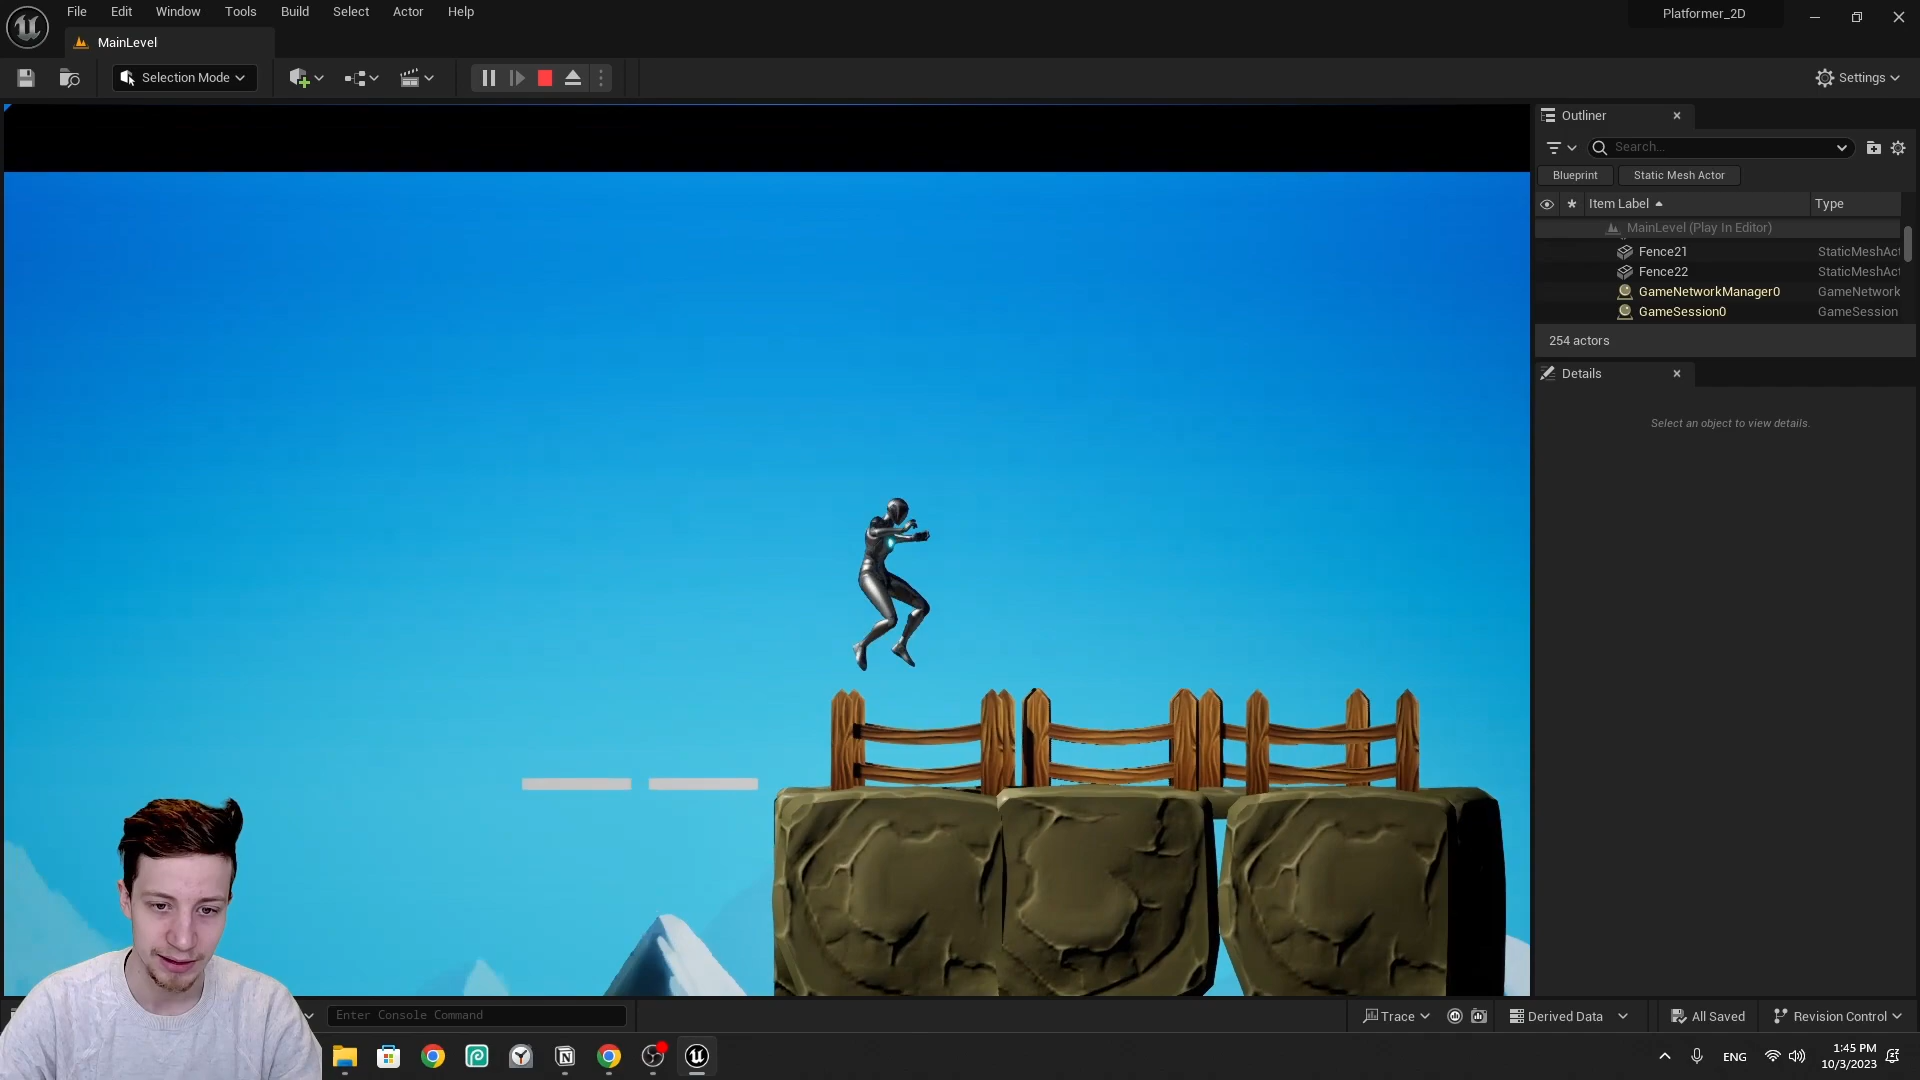 File Edit Window Tools Build Select Actor Help
Platformer_2D
MainLevel
Selection Mode
Settings
Outliner
Search...
Blueprint
Static Mesh Actor
Item Label
Type
MainLevel (Play In Editor)
Fence21 StaticMeshAct
Fence22 StaticMeshAct
GameNetworkManager0 GameNetwork
GameSession0 GameSession
254 actors
Details
Select an object to view details.
Enter Console Command
Trace
Derived Data
All Saved
Revision Control
ENG
1:45 PM
10/3/2023